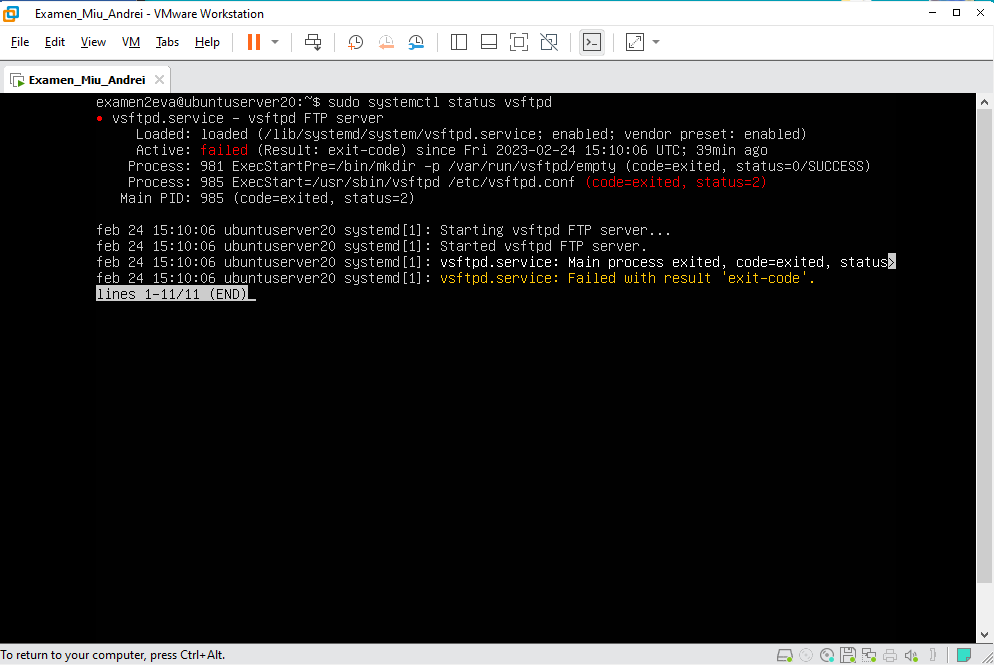 Examen_Miu_Andrei - VMware Workstation
File Edit View VM Tabs Help
Examen_Miu_Andrei
examen2eva@ubuntuserver20:~$ sudo systemctl status vsftpd
● vsftpd.service - vsftpd FTP server
Loaded: loaded (/lib/systemd/system/vsftpd.service; enabled; vendor preset: enabled)
Active: failed (Result: exit-code) since Fri 2023-02-24 15:10:06 UTC; 39min ago
Process: 981 ExecStartPre=/bin/mkdir -p /var/run/vsftpd/empty (code=exited, status=0/SUCCESS)
Process: 985 ExecStart=/usr/sbin/vsftpd /etc/vsftpd.conf (code=exited, status=2)
Main PID: 985 (code=exited, status=2)
feb 24 15:10:06 ubuntuserver20 systemd[1]: Starting vsftpd FTP server...
feb 24 15:10:06 ubuntuserver20 systemd[1]: Started vsftpd FTP server.
feb 24 15:10:06 ubuntuserver20 systemd[1]: vsftpd.service: Main process exited, code=exited, status>
feb 24 15:10:06 ubuntuserver20 systemd[1]: vsftpd.service: Failed with result 'exit-code'.
lines 1-11/11 (END)
To return to your computer, press Ctrl+Alt.